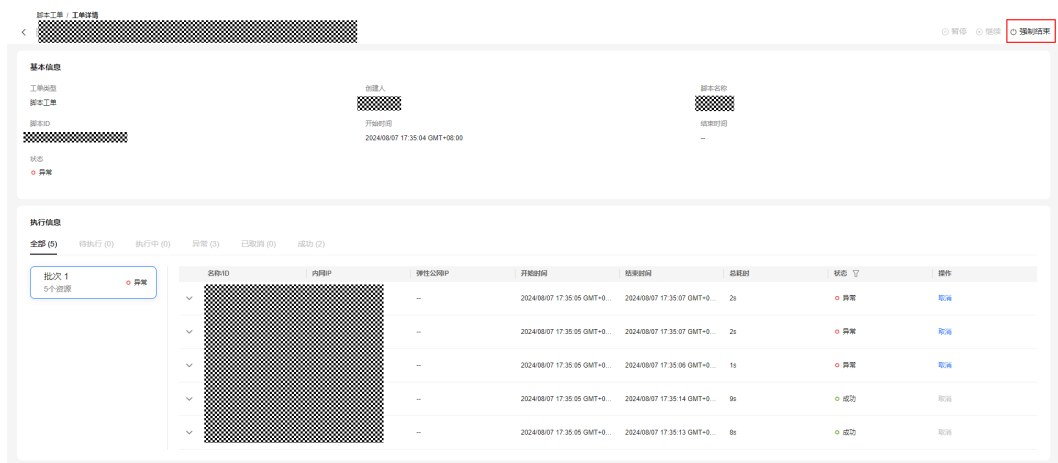 脚本工单 / 工单详情
暂停 继续 强制结束
基本信息
工单类型 创建人 脚本名称
脚本工单
脚本ID 开始时间 结束时间
2024/08/07 17:35:04 GMT+08:00 --
状态
异常
执行信息
全部 (5) 待执行 (0) 执行中 (0) 异常 (3) 已取消 (0) 成功 (2)
批次 1 异常
5个资源
名称/ID 内网IP 弹性公网IP 开始时间 结束时间 总耗时 状态 操作
-- 2024/08/07 17:35:05 GMT+0... 2024/08/07 17:35:07 GMT+0... 2s 异常 取消
-- 2024/08/07 17:35:05 GMT+0... 2024/08/07 17:35:07 GMT+0... 2s 异常 取消
-- 2024/08/07 17:35:05 GMT+0... 2024/08/07 17:35:06 GMT+0... 1s 异常 取消
-- 2024/08/07 17:35:05 GMT+0... 2024/08/07 17:35:14 GMT+0... 9s 成功 取消
-- 2024/08/07 17:35:05 GMT+0... 2024/08/07 17:35:13 GMT+0... 8s 成功 取消